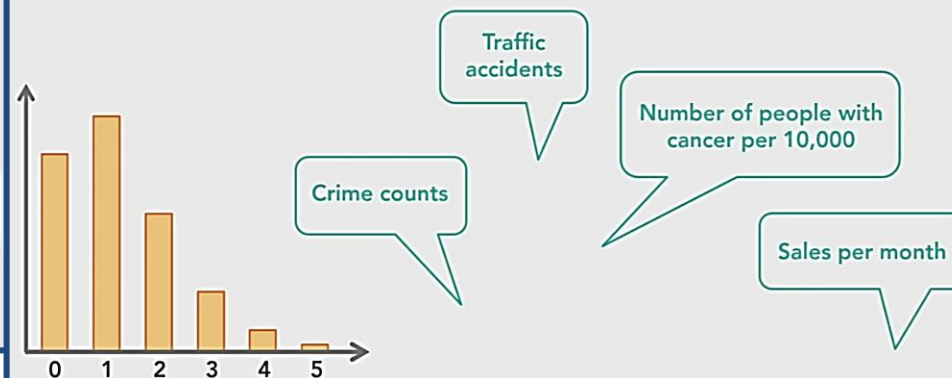 Traffic
accidents
Number of people with
cancer per 10,000
Crime counts
Sales per month
0 1 2 3 4 5